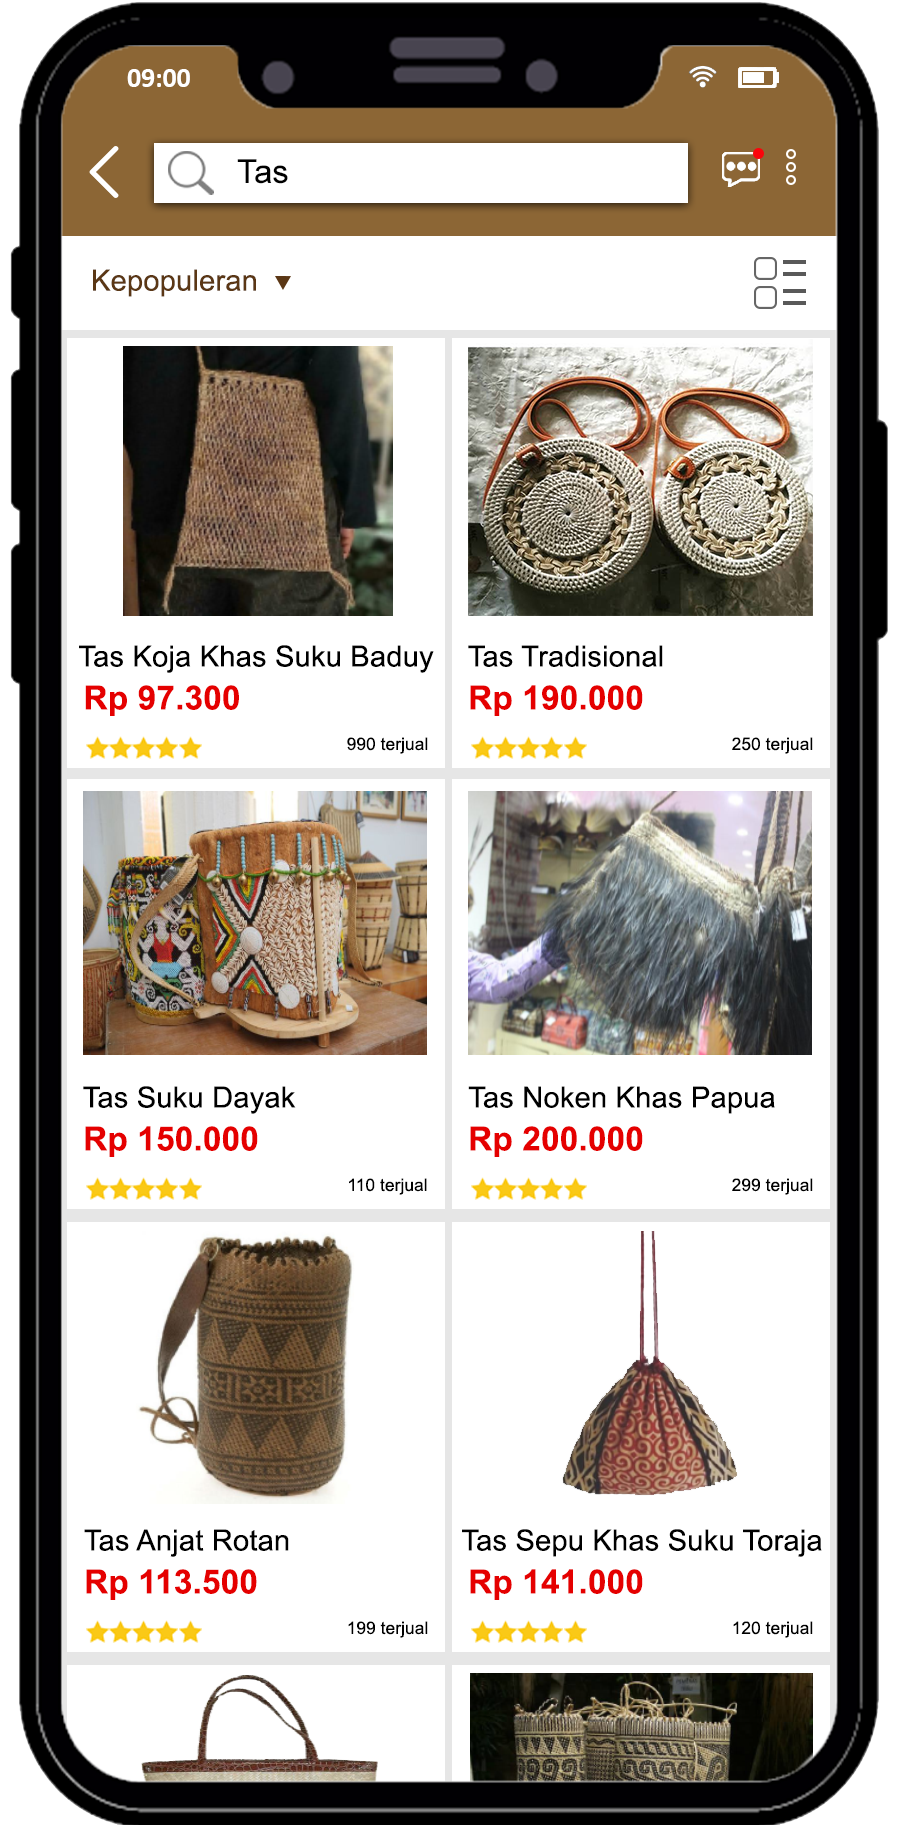 09:00
Tas
Kepopuleran ▼
Tas Koja Khas Suku Baduy
Rp 97.300
990 terjual
Tas Tradisional
Rp 190.000
250 terjual
Tas Suku Dayak
Rp 150.000
110 terjual
Tas Noken Khas Papua
Rp 200.000
299 terjual
Tas Anjat Rotan
Rp 113.500
199 terjual
Tas Sepu Khas Suku Toraja
Rp 141.000
120 terjual